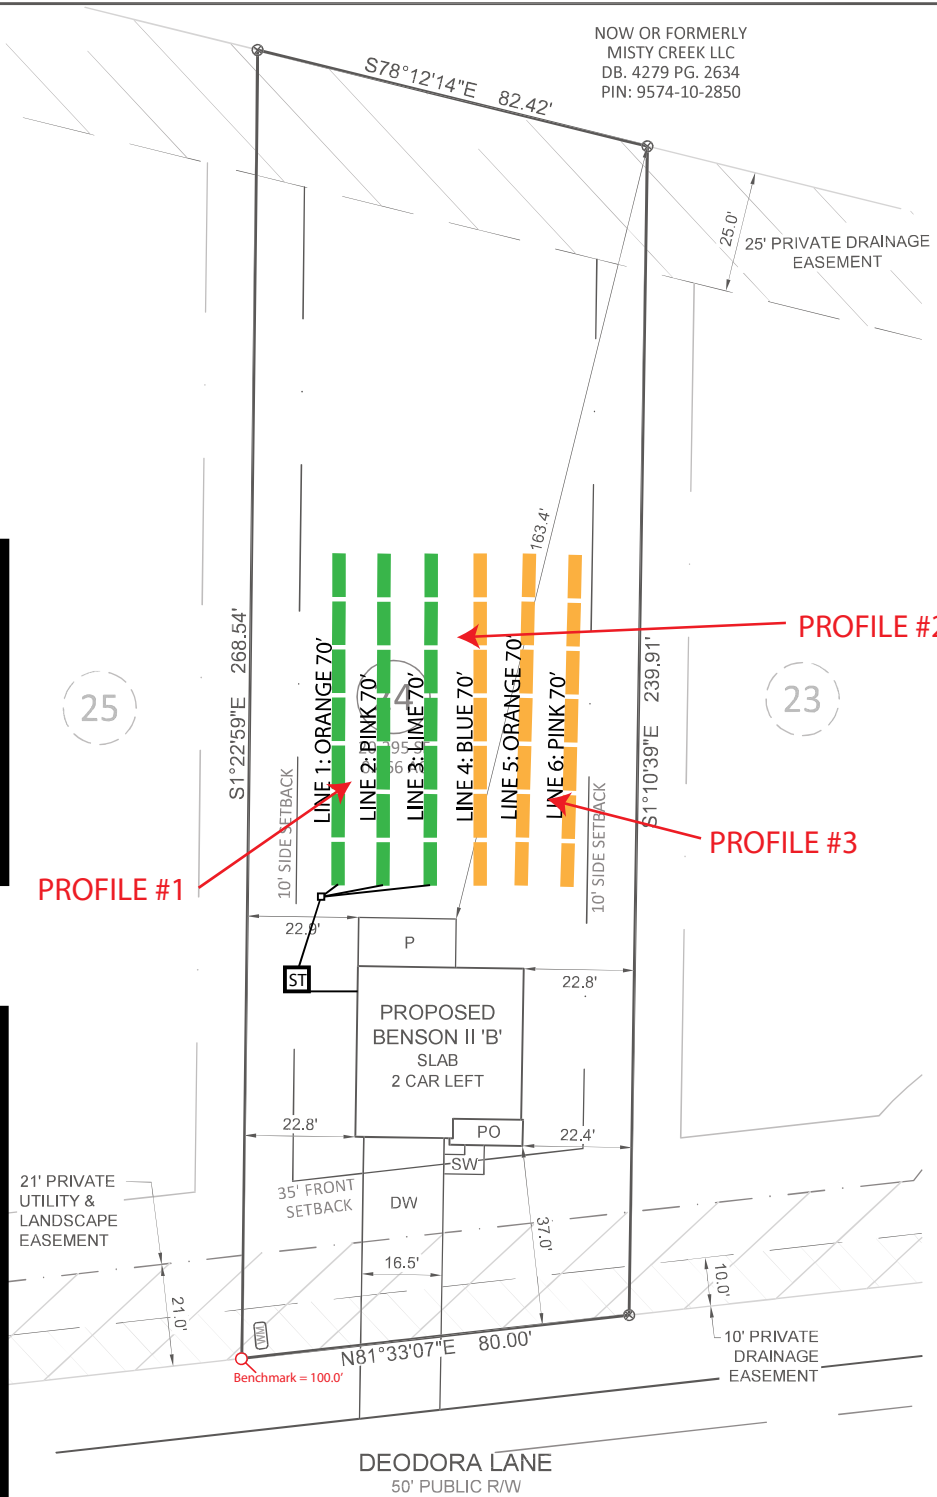 NOW OR FORMERLY
MISTY CREEK LLC
DB. 4279 PG. 2634
PIN: 9574-10-2850
S78°12'14"E 82.42'
25.0'
25' PRIVATE DRAINAGE
EASEMENT
163.4'
S1°22'59"E 268.54'
S1°10'39"E 239.91'
25
23
LINE 1: ORANGE 70'
LINE 2: PINK 70'
LINE 3: LIME 70'
LINE 4: BLUE 70'
LINE 5: ORANGE 70'
LINE 6: PINK 70'
PROFILE #2
PROFILE #3
PROFILE #1
10' SIDE SETBACK
10' SIDE SETBACK
22.9'
P
ST
22.8'
PROPOSED
BENSON II 'B'
SLAB
2 CAR LEFT
22.8'
PO
22.4'
SW
35' FRONT
SETBACK
DW
37.0'
16.5'
21' PRIVATE
UTILITY &
LANDSCAPE
EASEMENT
21.0'
10.0'
WM
N81°33'07"E 80.00'
Benchmark = 100.0'
10' PRIVATE
DRAINAGE
EASEMENT
DEODORA LANE
50' PUBLIC R/W